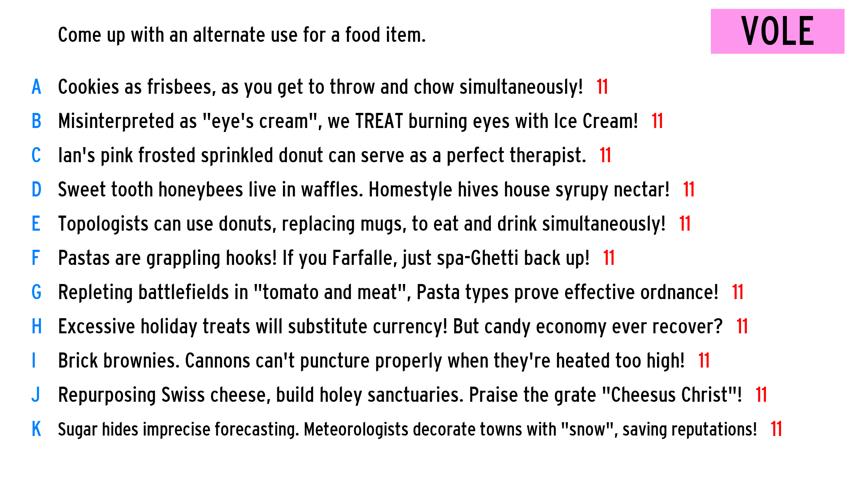 Come up with an alternate use for a food item.
VOLE
A Cookies as frisbees, as you get to throw and chow simultaneously! 11
B Misinterpreted as "eye's cream", we TREAT burning eyes with Ice Cream! 11
C Ian's pink frosted sprinkled donut can serve as a perfect therapist. 11
D Sweet tooth honeybees live in waffles. Homestyle hives house syrupy nectar! 11
E Topologists can use donuts, replacing mugs, to eat and drink simultaneously! 11
F Pastas are grappling hooks! If you Farfalle, just spa-Ghetti back up! 11
G Repleting battlefields in "tomato and meat", Pasta types prove effective ordnance! 11
H Excessive holiday treats will substitute currency! But candy economy ever recover? 11
I Brick brownies. Cannons can't puncture properly when they're heated too high! 11
J Repurposing Swiss cheese, build holey sanctuaries. Praise the grate "Cheesus Christ"! 11
K Sugar hides imprecise forecasting. Meteorologists decorate towns with "snow", saving reputations! 11